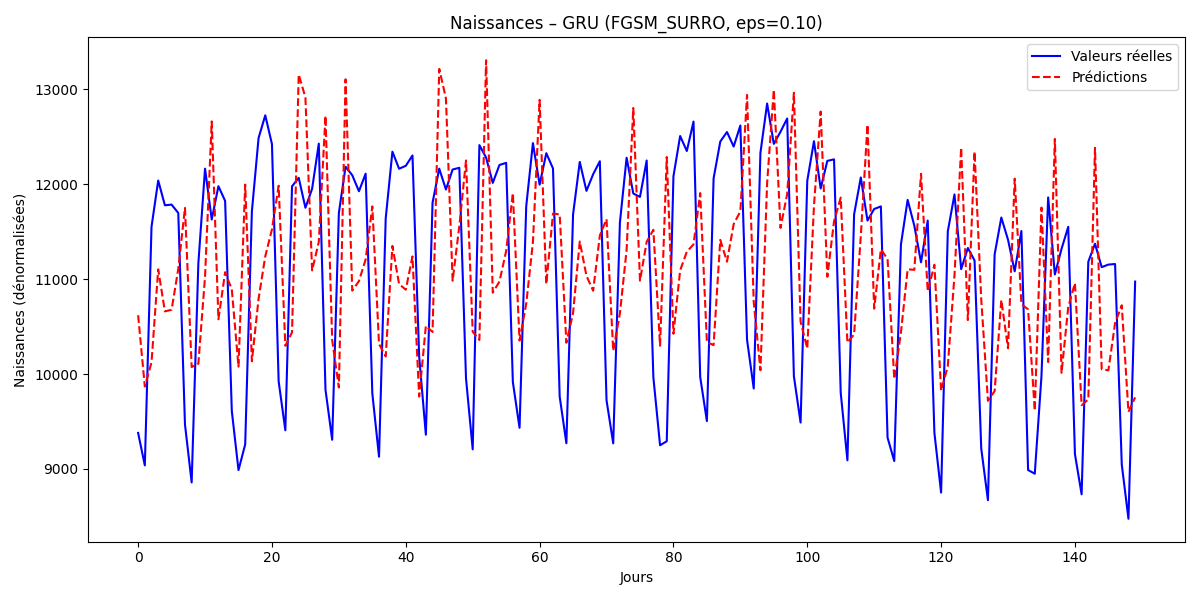 Naissances – GRU (FGSM_SURRO, eps=0.10)
Valeurs réelles
Prédictions
Naissances (dénormalisées)
13000
12000
11000
10000
9000
0 20 40 60 80 100 120 140
Jours